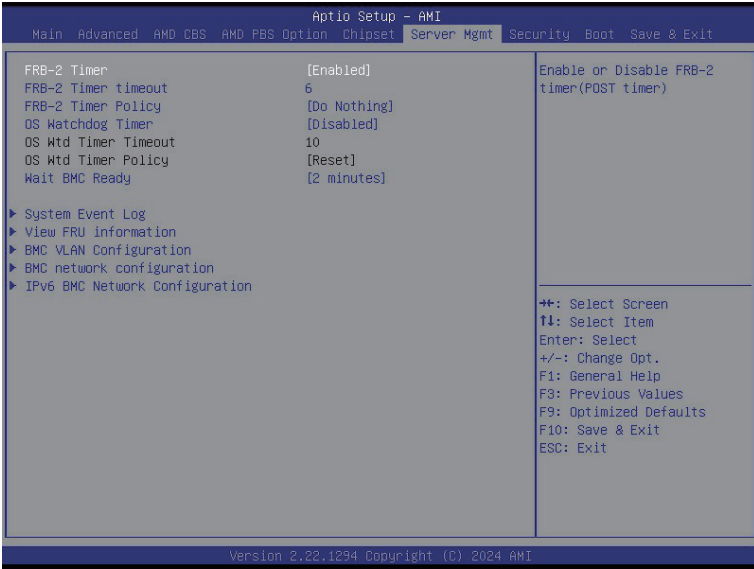 Aptio Setup – AMI
Main Advanced AMD CBS AMD PBS Option Chipset Server Mgmt Security Boot Save & Exit
FRB-2 Timer [Enabled]
FRB-2 Timer timeout 6
FRB-2 Timer Policy [Do Nothing]
OS Watchdog Timer [Disabled]
OS Wtd Timer Timeout 10
OS Wtd Timer Policy [Reset]
Wait BMC Ready [2 minutes]
System Event Log
View FRU information
BMC VLAN Configuration
BMC network configuration
IPv6 BMC Network Configuration
Enable or Disable FRB-2
timer(POST timer)
→←: Select Screen
↑↓: Select Item
Enter: Select
+/-: Change Opt.
F1: General Help
F3: Previous Values
F9: Optimized Defaults
F10: Save & Exit
ESC: Exit
Version 2.22.1294 Copyright (C) 2024 AMI